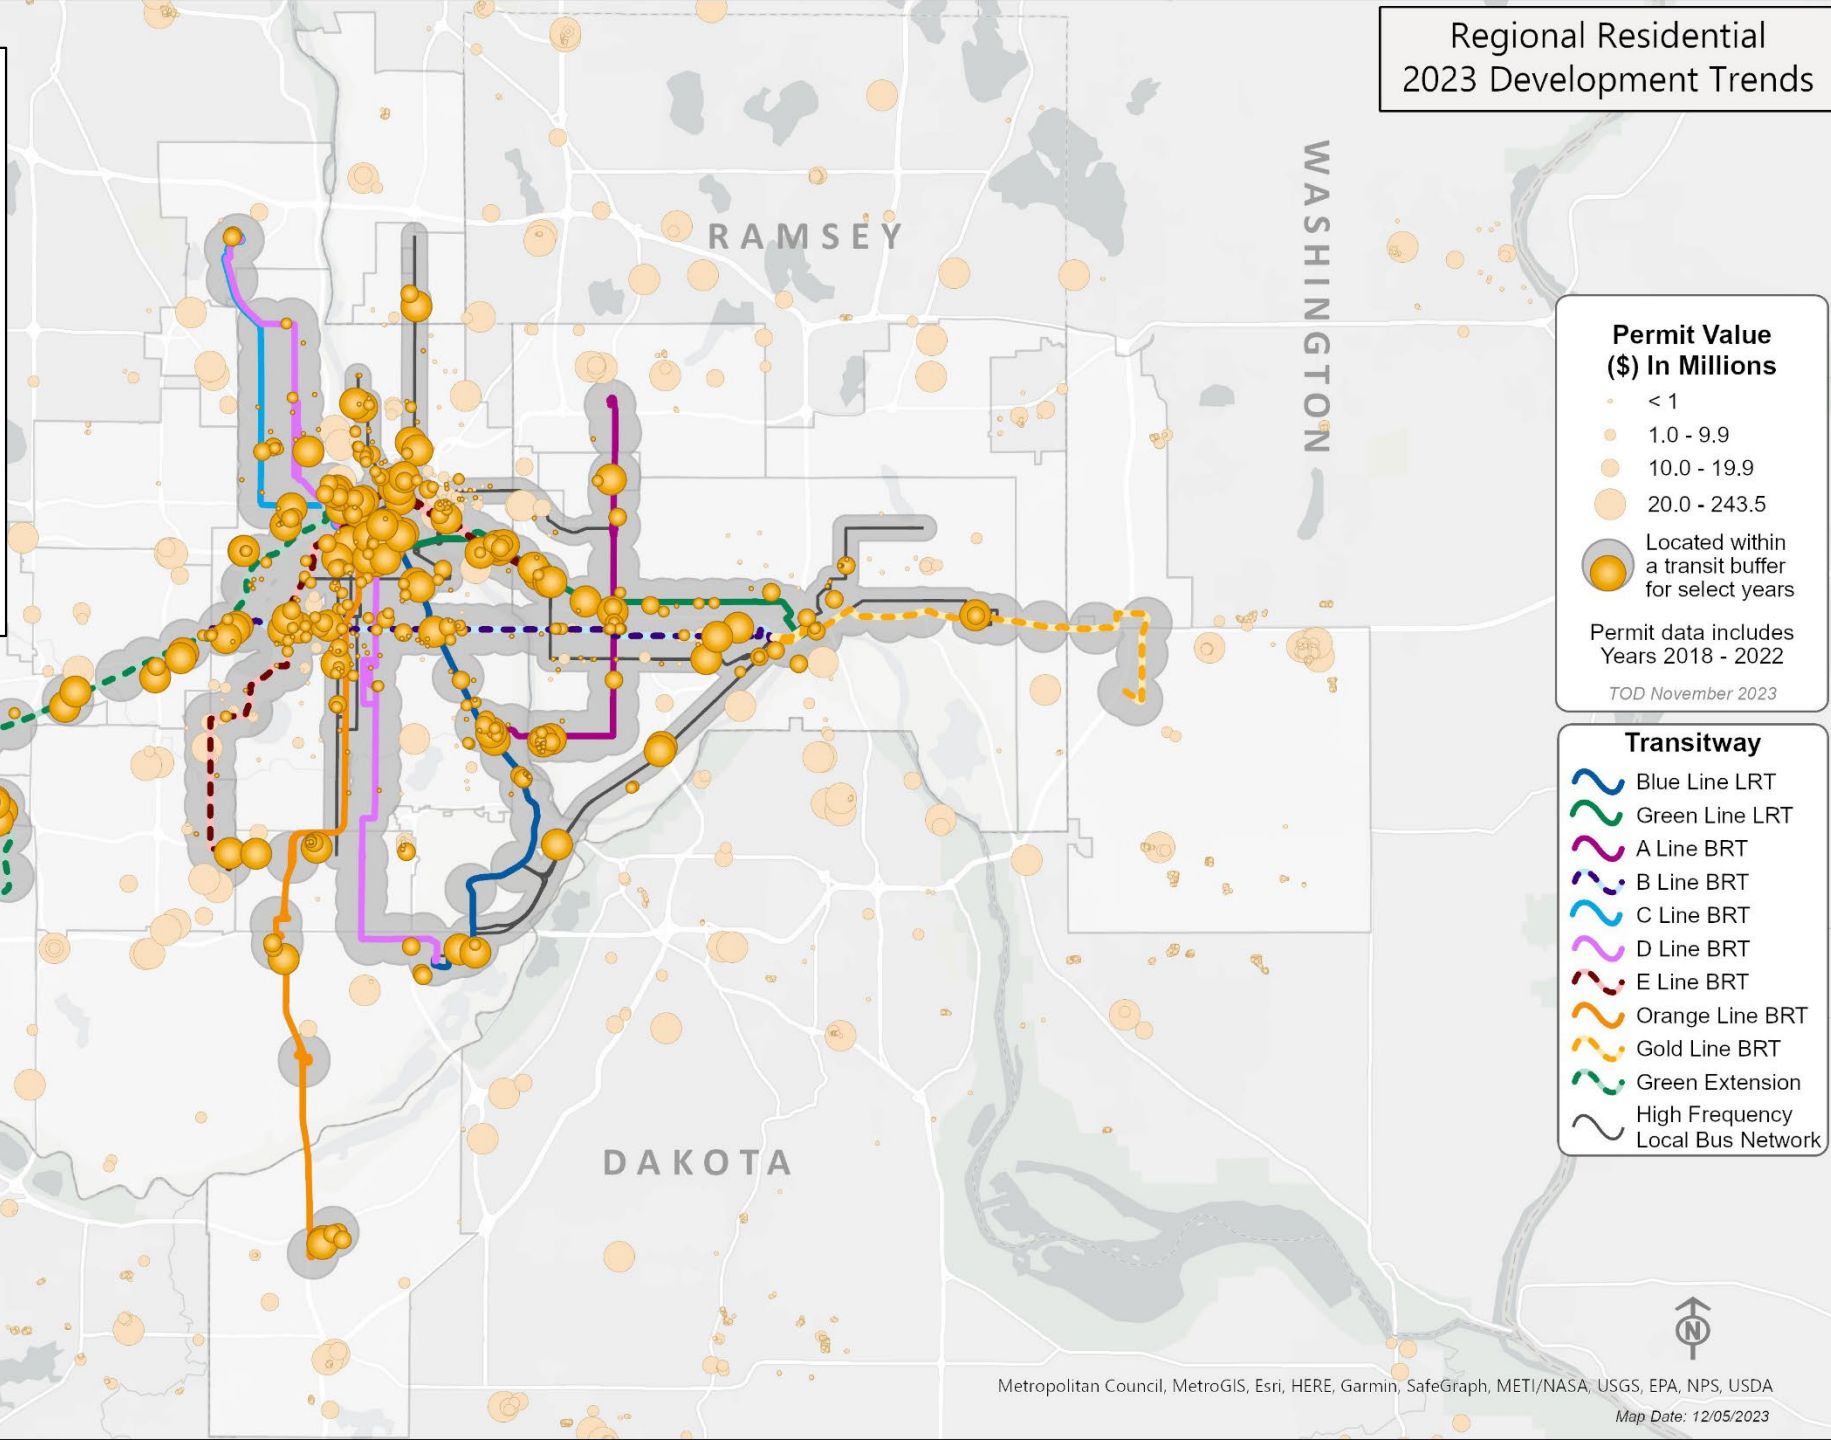 Regional Residential
2023 Development Trends
RAMSEY
WASHINGTON
DAKOTA
Permit Value
($) In Millions
< 1
1.0 - 9.9
10.0 - 19.9
20.0 - 243.5
Located within
a transit buffer
for select years
Permit data includes
Years 2018 - 2022
TOD November 2023
Transitway
Blue Line LRT
Green Line LRT
A Line BRT
B Line BRT
C Line BRT
D Line BRT
E Line BRT
Orange Line BRT
Gold Line BRT
Green Extension
High Frequency
Local Bus Network
N
Metropolitan Council, MetroGIS, Esri, HERE, Garmin, SafeGraph, METI/NASA, USGS, EPA, NPS, USDA
Map Date: 12/05/2023